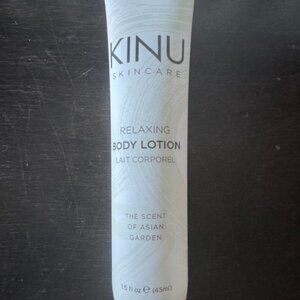 KINU
SKINCARE
RELAXING
BODY LOTION
LAIT CORPOREL
THE SCENT
OF ASIAN
GARDEN
1.5 fl oz ℮ (45ml)